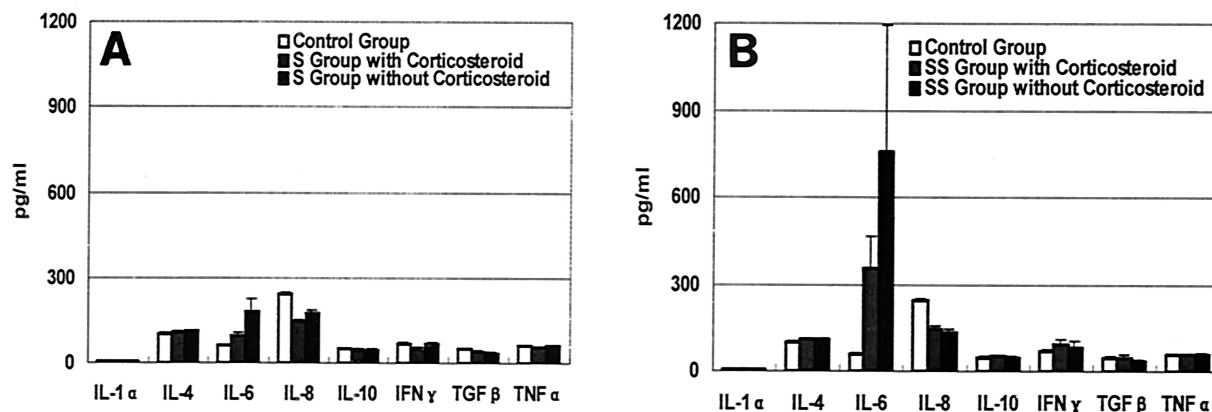 A
1200
900
600
300
0
pg/ml
Control Group
S Group with Corticosteroid
S Group without Corticosteroid
IL-1 α IL-4 IL-6 IL-8 IL-10 IFN γ TGF β TNF α
B
1200
900
600
300
0
pg/ml
Control Group
SS Group with Corticosteroid
SS Group without Corticosteroid
IL-1 α IL-4 IL-6 IL-8 IL-10 IFN γ TGF β TNF α